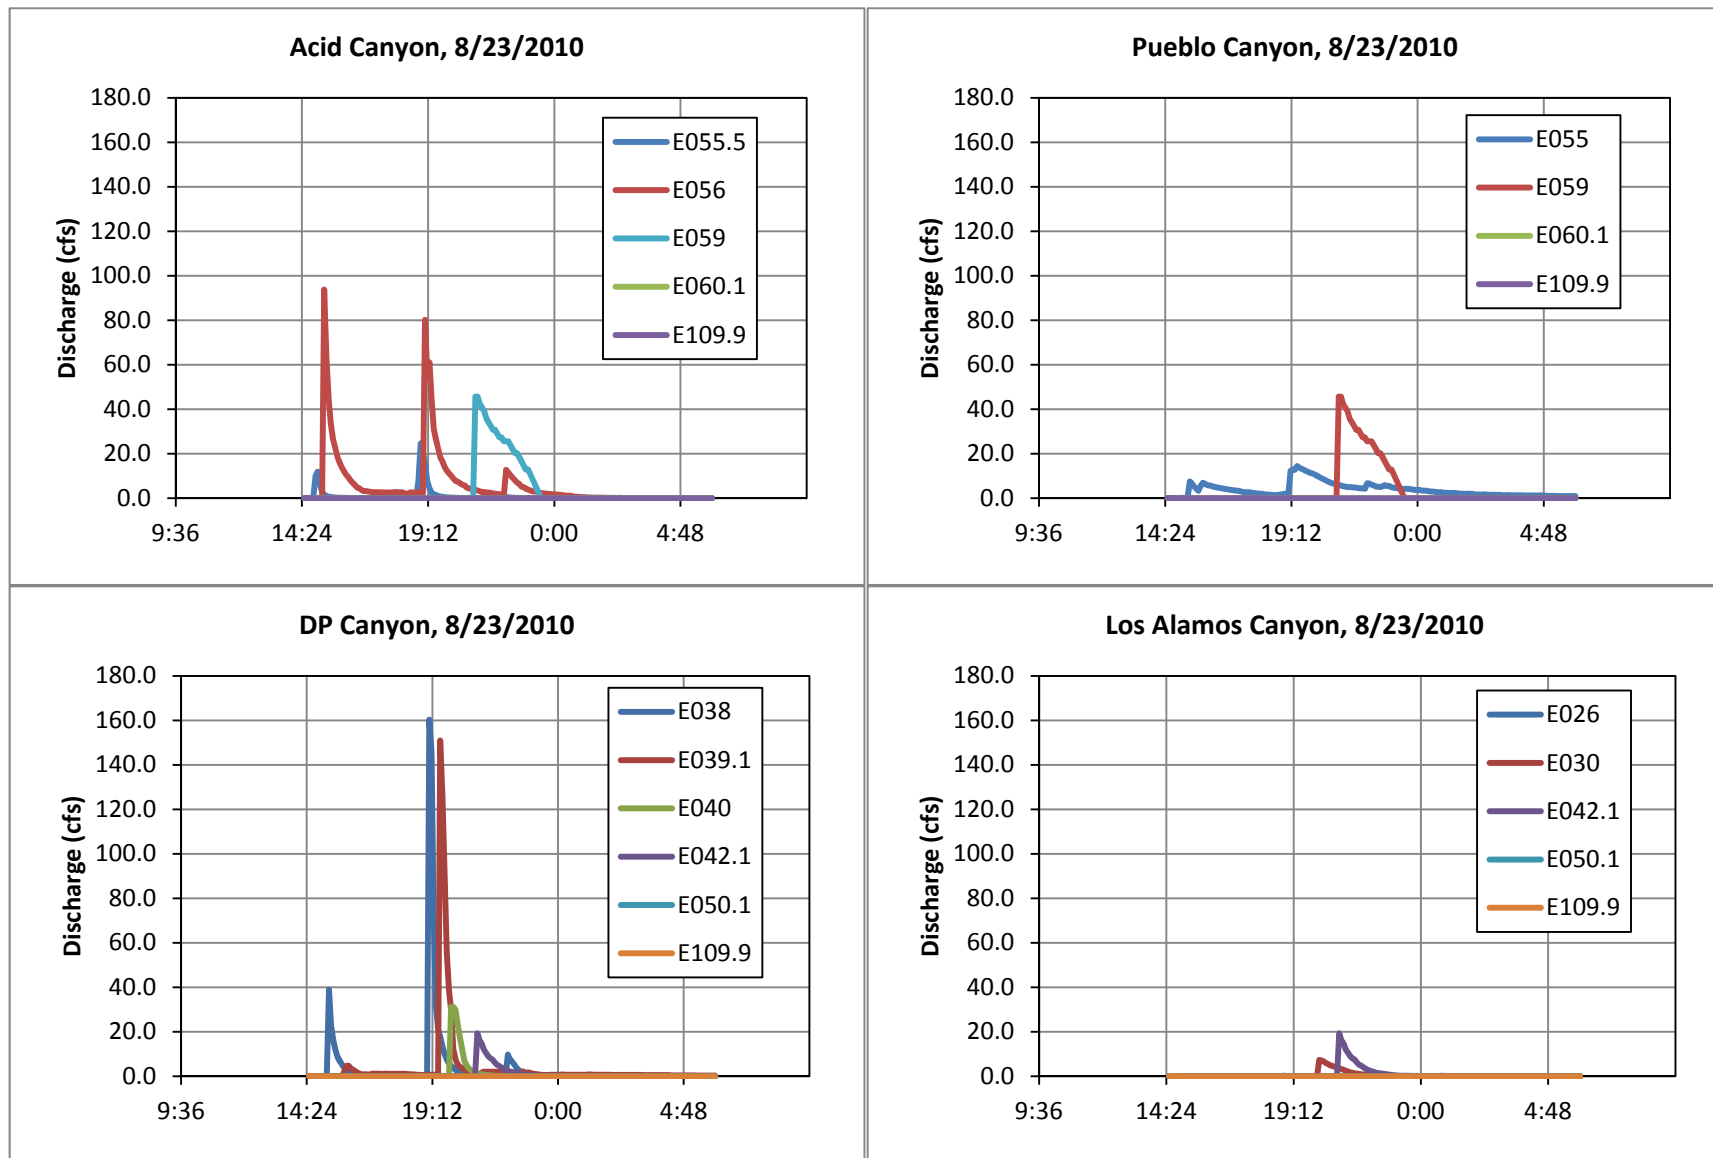 Acid Canyon, 8/23/2010
Discharge (cfs)
180.0
160.0
140.0
120.0
100.0
80.0
60.0
40.0
20.0
0.0
9:36
14:24
19:12
0:00
4:48
E055.5
E056
E059
E060.1
E109.9
Pueblo Canyon, 8/23/2010
Discharge (cfs)
180.0
160.0
140.0
120.0
100.0
80.0
60.0
40.0
20.0
0.0
9:36
14:24
19:12
0:00
4:48
E055
E059
E060.1
E109.9
DP Canyon, 8/23/2010
Discharge (cfs)
180.0
160.0
140.0
120.0
100.0
80.0
60.0
40.0
20.0
0.0
9:36
14:24
19:12
0:00
4:48
E038
E039.1
E040
E042.1
E050.1
E109.9
Los Alamos Canyon, 8/23/2010
Discharge (cfs)
180.0
160.0
140.0
120.0
100.0
80.0
60.0
40.0
20.0
0.0
9:36
14:24
19:12
0:00
4:48
E026
E030
E042.1
E050.1
E109.9